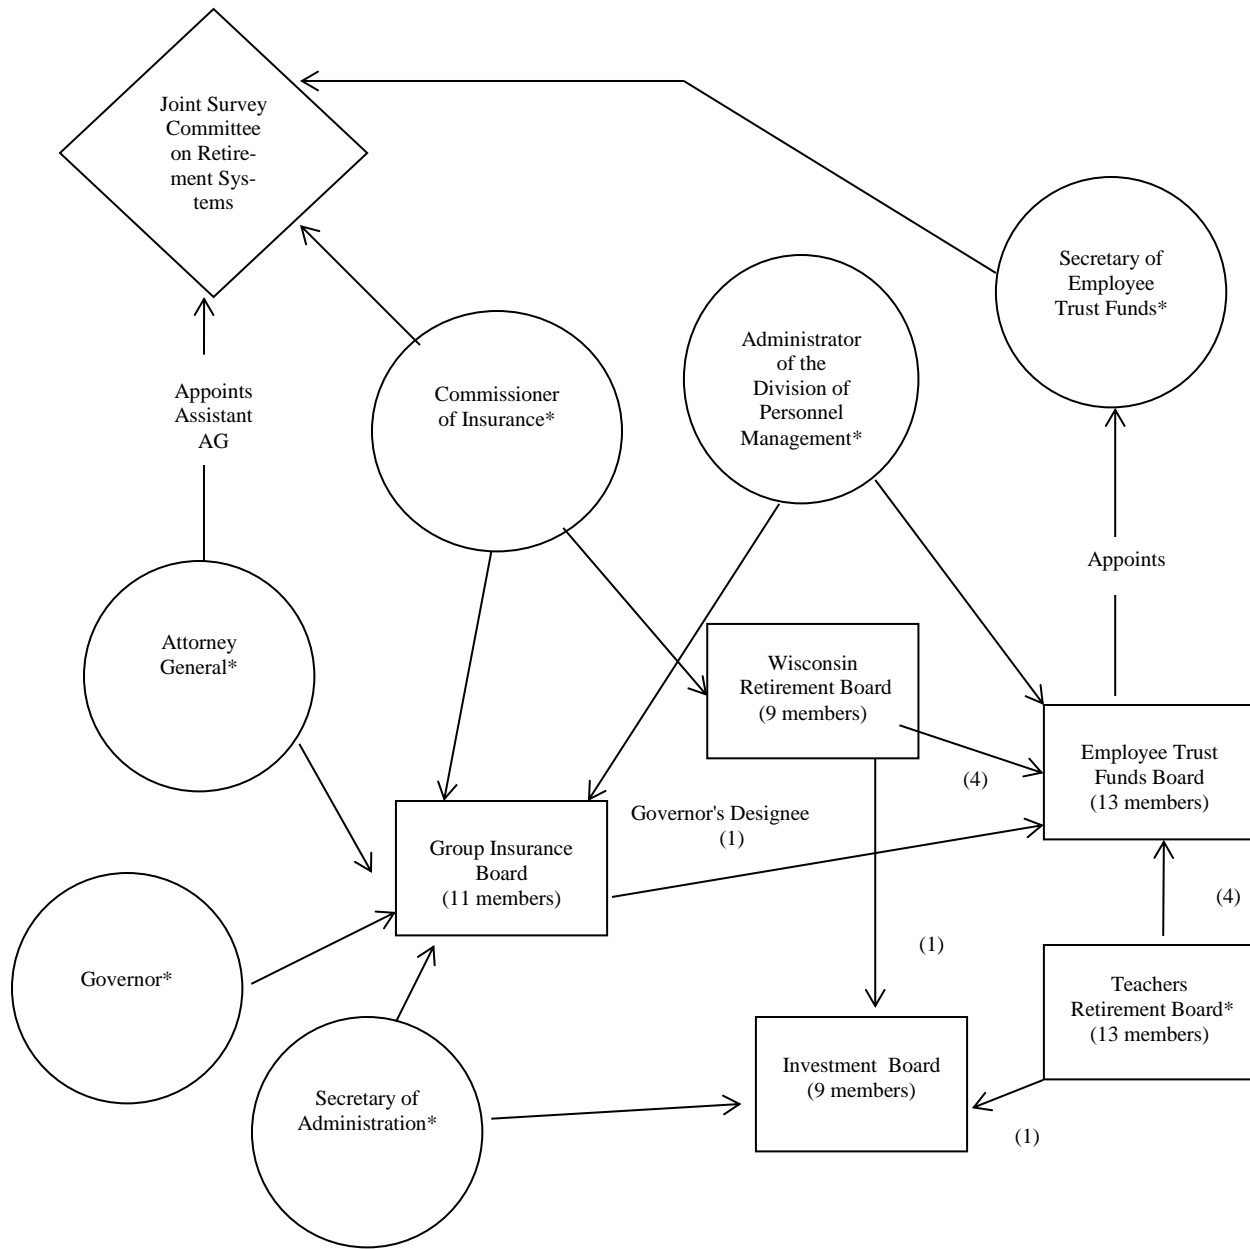 Joint Survey
Committee
on Retire-
ment Sys-
tems
Secretary of
Employee
Trust Funds*
Administrator
of the
Division of
Personnel
Management*
Commissioner
of Insurance*
Appoints
Assistant
AG
Appoints
Attorney
General*
Wisconsin
Retirement Board
(9 members)
Employee Trust
Funds Board
(13 members)
(4)
Governor's Designee
(1)
Group Insurance
Board
(11 members)
(4)
(1)
Governor*
Teachers
Retirement Board*
(13 members)
Investment  Board
(9 members)
Secretary of
Administration*
(1)